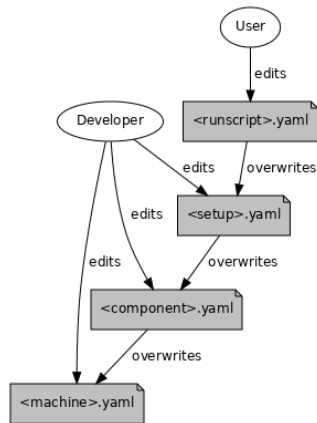 User
edits
Developer
<runscript>.yaml
edits
overwrites
edits
<setup>.yaml
edits
overwrites
<component>.yaml
overwrites
<machine>.yaml